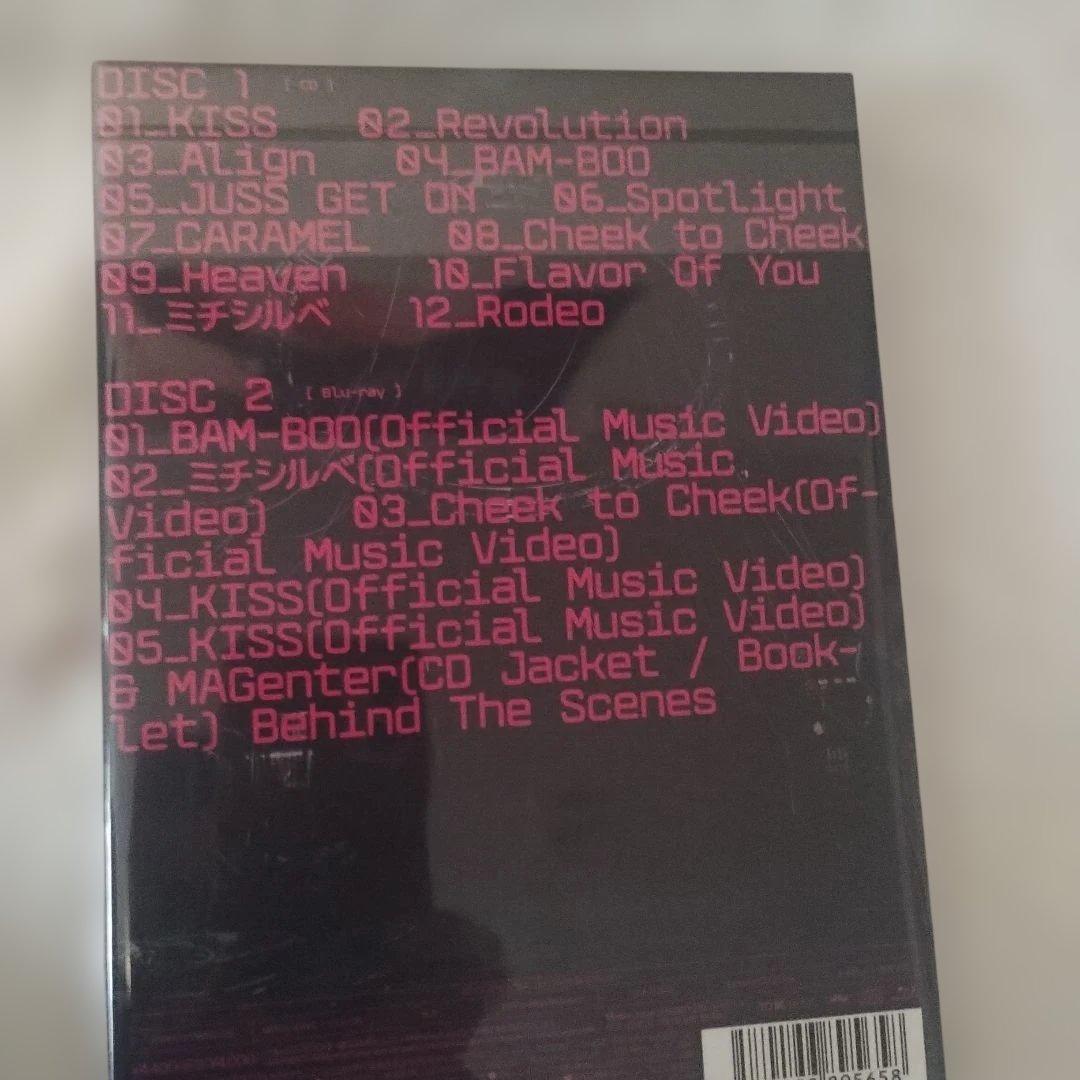 DISC 1 [ CD ]
01_KISS 02_Revolution
03_Align 04_BAM-BOO
05_JUSS GET ON 06_Spotlight
07_CARAMEL 08_Cheek to Cheek
09_Heaven 10_Flavor Of You
11_ミチシルベ 12_Rodeo
DISC 2 [ Blu-ray ]
01_BAM-BOO(Official Music Video)
02_ミチシルベ(Official Music
Video) 03_Cheek to Cheek(Of-
ficial Music Video)
04_KISS(Official Music Video)
05_KISS(Official Music Video)
& MAGenter(CD Jacket / Book-
let) Behind The Scenes